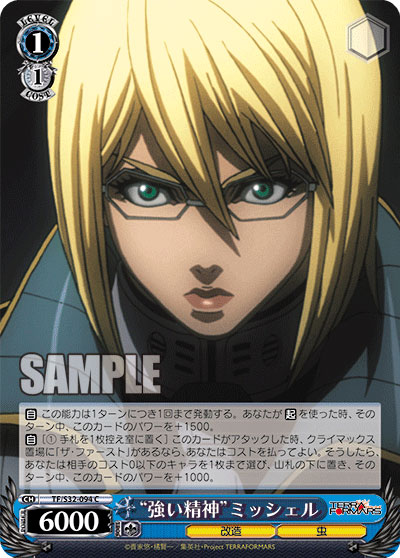 LEVEL
1
1
COST
SAMPLE
自 この能力は1ターンにつき1回まで発動する。あなたが 起 を使った時、そのターン中、このカードのパワーを＋1500。
自 [① 手札を1枚控え室に置く] このカードがアタックした時、クライマックス置場に「ザ・ファースト」があるなら、あなたはコストを払ってよい。そうしたら、あなたは相手のコスト0以下のキャラを1枚まで選び、山札の下に置き、そのターン中、このカードのパワーを＋1000。
CH TF/S32-094 C
POWER 6000
“強い精神”ミッシェル
TERRA FORMARS
改造 虫
©貴家悠・橘賢一／集英社・Project TERRAFORMARS